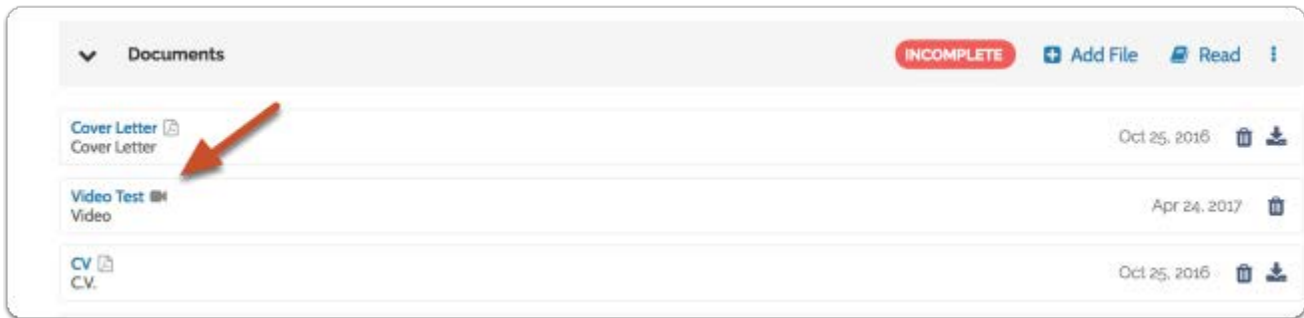 Documents INCOMPLETE Add File Read
Cover Letter
Cover Letter Oct 25, 2016
Video Test
Video Apr 24, 2017
CV
C.V. Oct 25, 2016